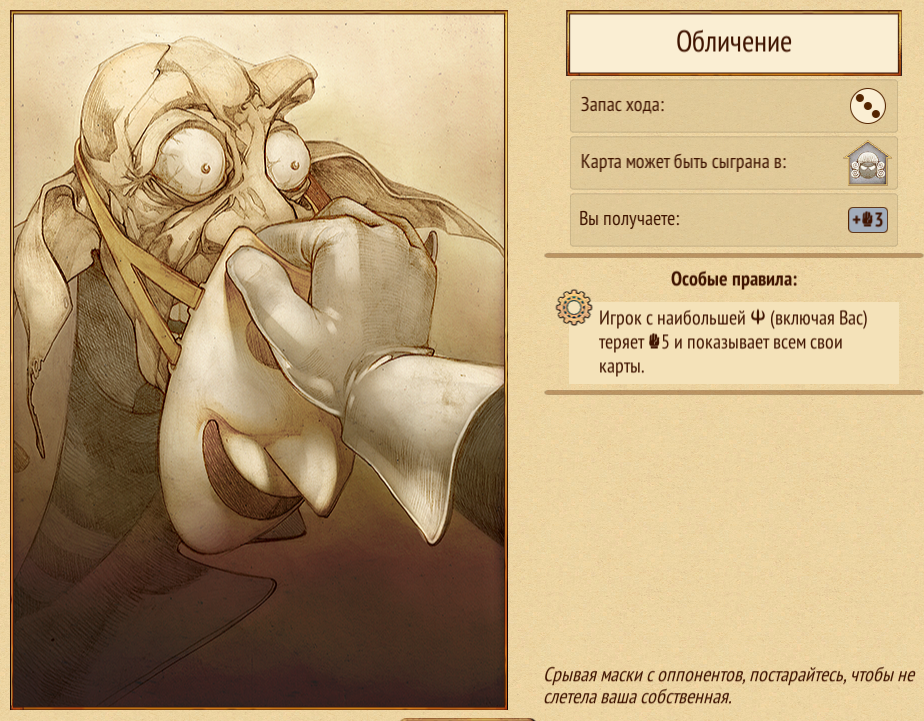 Обличение
Запас хода:
Карта может быть сыграна в:
Вы получаете:
+3
Особые правила:
Игрок с наибольшей (включая Вас)
теряет 5 и показывает всем свои
карты.
Срывая маски с оппонентов, постарайтесь, чтобы не
слетела ваша собственная.